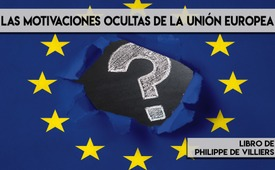 LAS MOTIVACIONES OCULTAS DE LA UNIÓN EUROPEA
?
LIBRO DE
PHILIPPE DE VILLIERS